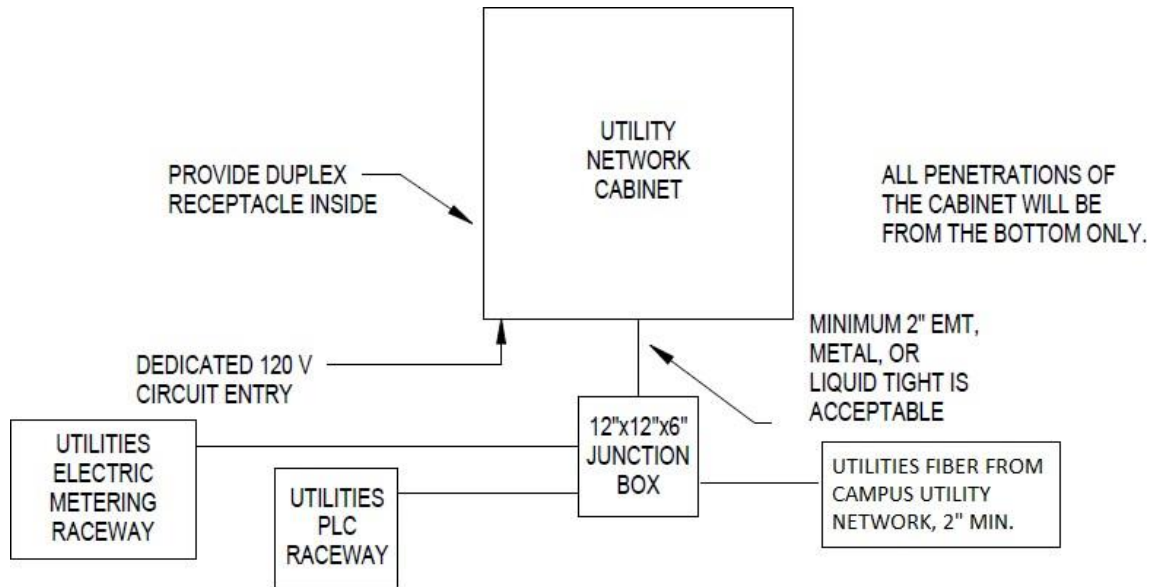 UTILITY
NETWORK
CABINET
PROVIDE DUPLEX
RECEPTACLE INSIDE
ALL PENETRATIONS OF
THE CABINET WILL BE
FROM THE BOTTOM ONLY.
DEDICATED 120 V
CIRCUIT ENTRY
MINIMUM 2" EMT,
METAL, OR
LIQUID TIGHT IS
ACCEPTABLE
12"x12"x6"
JUNCTION
BOX
UTILITIES
ELECTRIC
METERING
RACEWAY
UTILITIES
PLC
RACEWAY
UTILITIES FIBER FROM
CAMPUS UTILITY
NETWORK, 2" MIN.